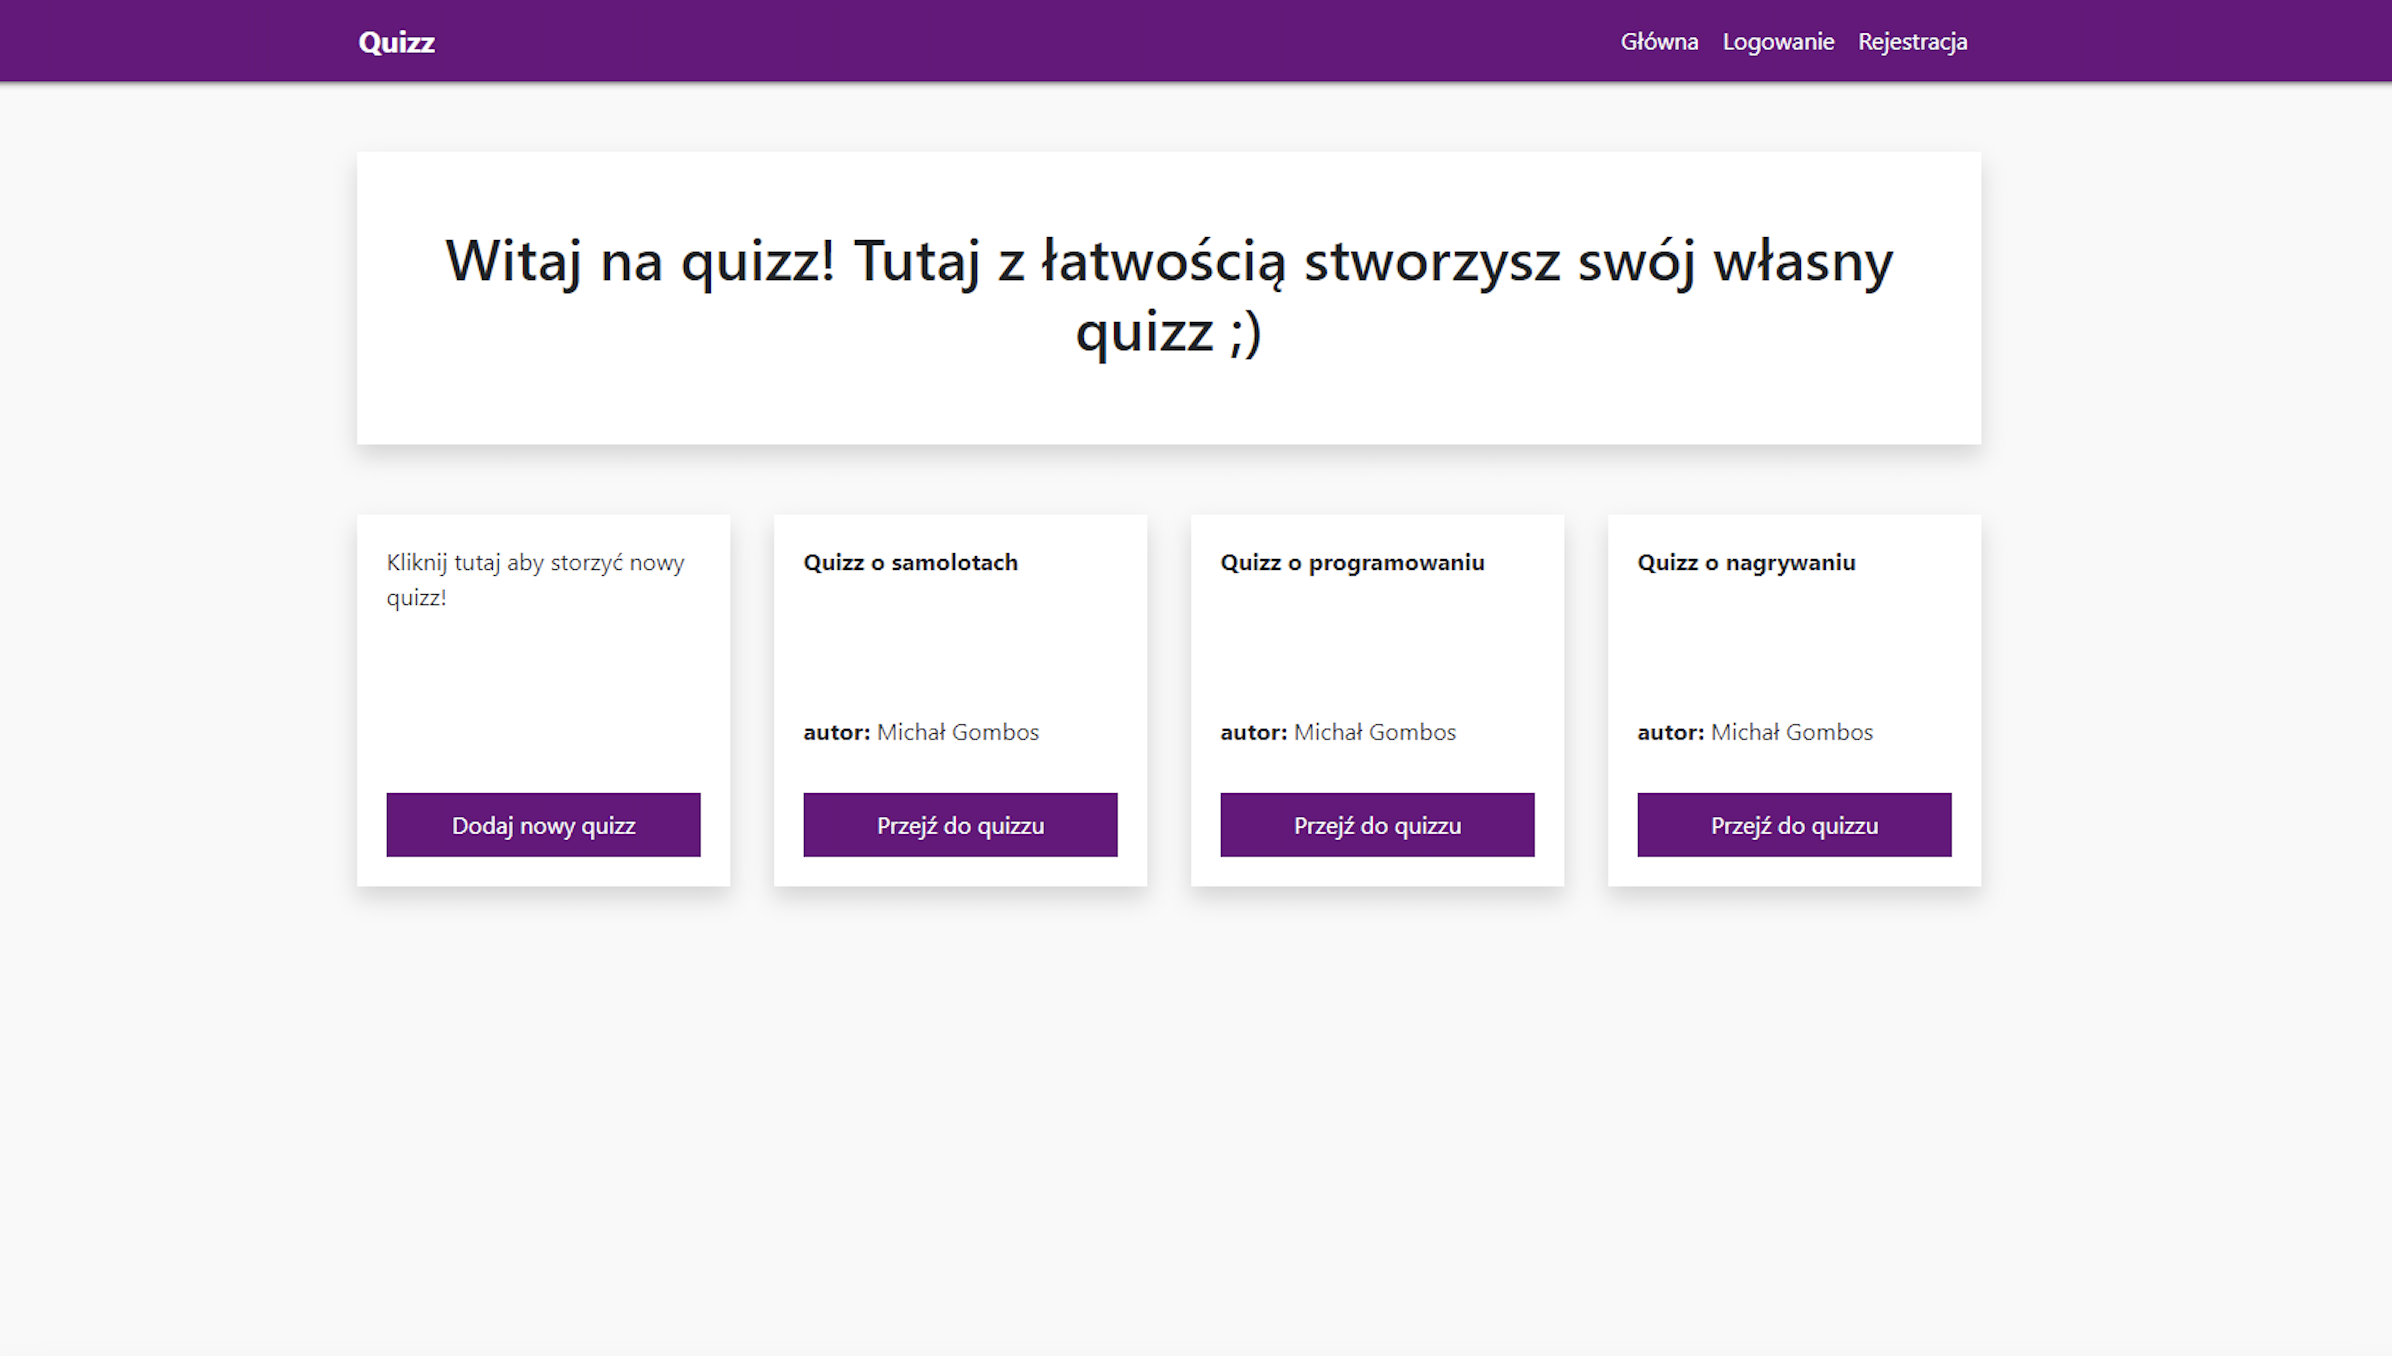 Quizz
Główna Logowanie Rejestracja
Witaj na quizz! Tutaj z łatwością stworzysz swój własny
quizz ;)
Kliknij tutaj aby storzyć nowy
quizz!
Dodaj nowy quizz
Quizz o samolotach
autor: Michał Gombos
Przejź do quizzu
Quizz o programowaniu
autor: Michał Gombos
Przejź do quizzu
Quizz o nagrywaniu
autor: Michał Gombos
Przejź do quizzu